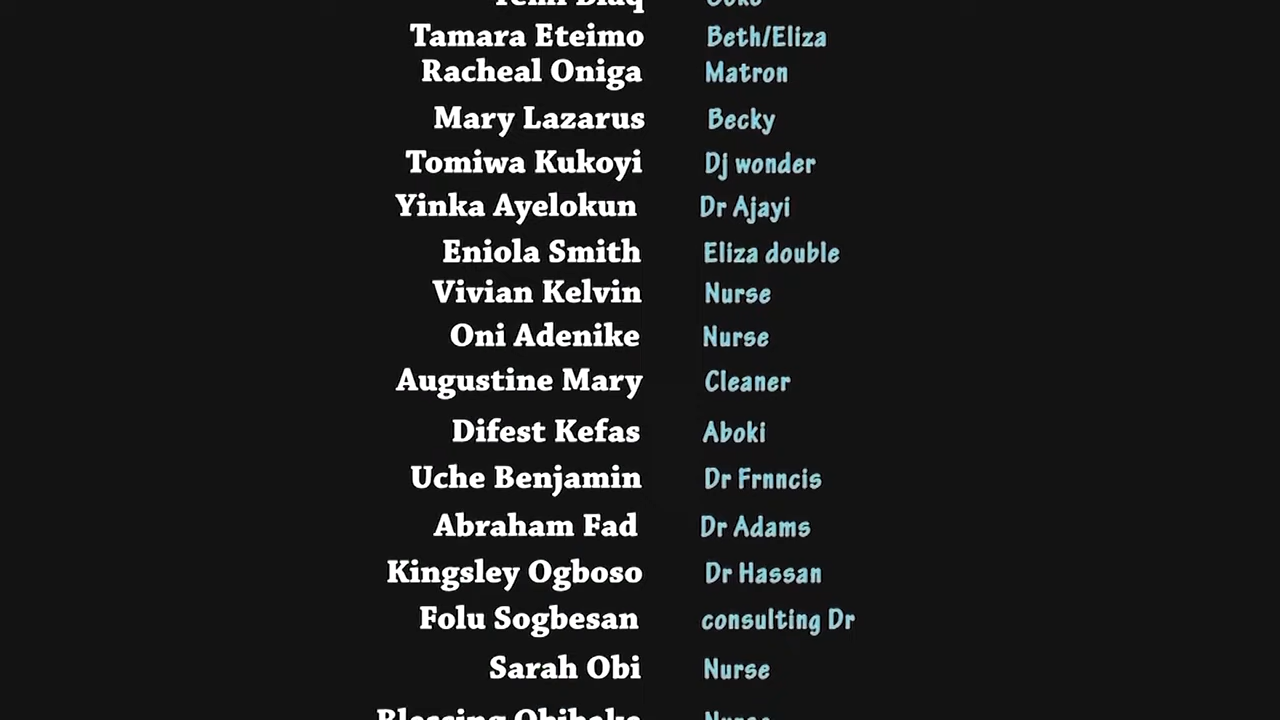 Tamara Eteimo Beth/Eliza
Racheal Oniga Matron
Mary Lazarus Becky
Tomiwa Kukoyi Dj wonder
Yinka Ayelokun Dr Ajayi
Eniola Smith Eliza double
Vivian Kelvin Nurse
Oni Adenike Nurse
Augustine Mary Cleaner
Difest Kefas Aboki
Uche Benjamin Dr Frnncis
Abraham Fad Dr Adams
Kingsley Ogboso Dr Hassan
Folu Sogbesan consulting Dr
Sarah Obi Nurse
Blessing Nurse